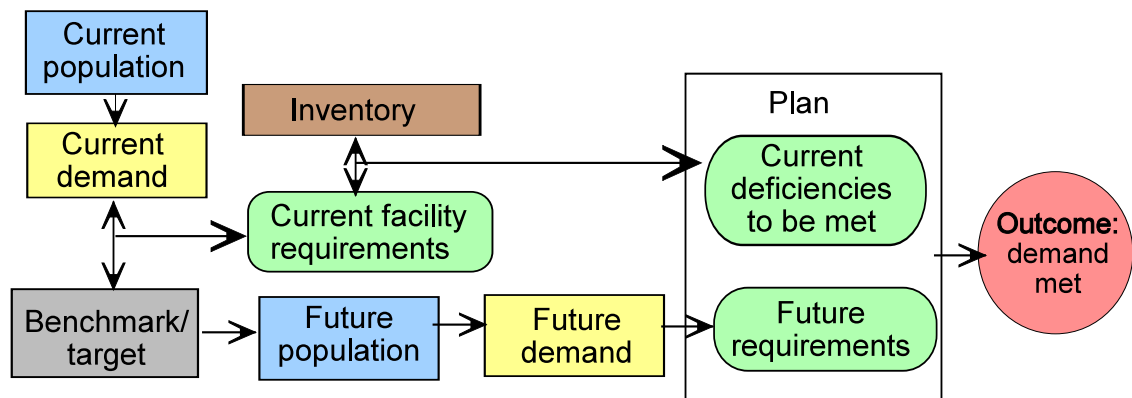 Current
population
Current
demand
Inventory
Current facility
requirements
Benchmark/
target
Future
population
Future
demand
Plan
Current
deficiencies
to be met
Future
requirements
Outcome:
demand
met